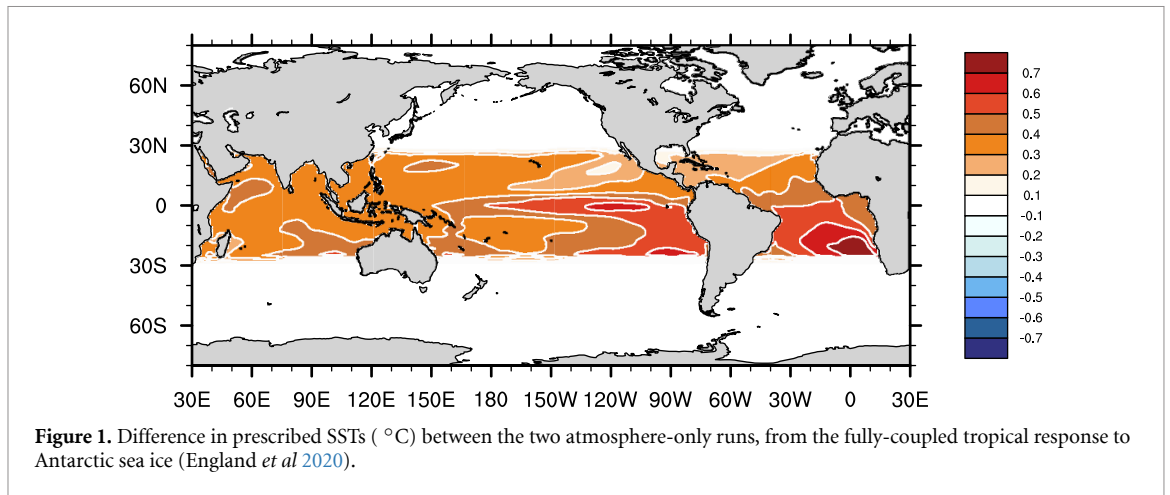 60N
30N
0
30S
60S
30E 60E 90E 120E 150E 180 150W 120W 90W 60W 30W 0 30E
0.7
0.6
0.5
0.4
0.3
0.2
0.1
-0.1
-0.2
-0.3
-0.4
-0.5
-0.6
-0.7
Figure 1. Difference in prescribed SSTs ( °C) between the two atmosphere-only runs, from the fully-coupled tropical response to
Antarctic sea ice (England et al 2020).